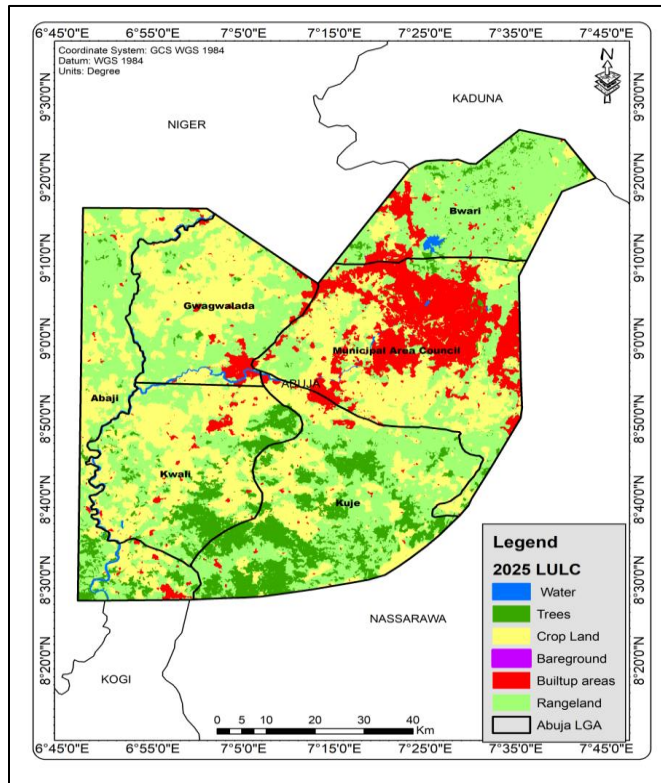 6°45'0"E 6°55'0"E 7°5'0"E 7°15'0"E 7°25'0"E 7°35'0"E
Coordinate System: GCS WGS 1984
Datum: WGS 1984
Units: Degree
N
9°30'0"N 9°30'0"N
KADUNA
NIGER
9°20'0"N 9°20'0"N
Bwari
9°10'0"N 9°10'0"N
Gwagwalada
9°0'0"N 9°0'0"N
Municipal Area Council
ABUJA
Abaji
8°50'0"N 8°50'0"N
Kwali
Kuje
8°40'0"N 8°40'0"N
8°30'0"N 8°30'0"N
NASSARAWA
KOGI
8°20'0"N 8°20'0"N
Legend
2025 LULC
Water
Trees
Crop Land
Bareground
Builtup areas
Rangeland
Abuja LGA
0 5 10 20 30 40
Km
6°45'0"E 6°55'0"E 7°5'0"E 7°15'0"E 7°25'0"E 7°35'0"E 7°45'0"E